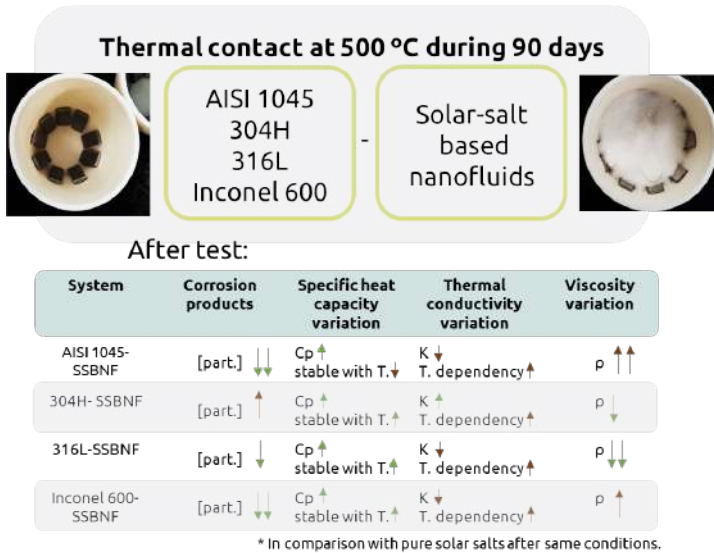 Thermal contact at 500 ºC during 90 days
AISI 1045
304H
316L
Inconel 600
-
Solar-salt
based
nanofluids
After test:
System Corrosion products Specific heat capacity variation Thermal conductivity variation Viscosity variation
AISI 1045-SSBNF [part.] ↓↓ Cp ↑ stable with T.↓ K ↓ T. dependency↑ ρ ↑↑
304H- SSBNF [part.] ↑ Cp ↑ stable with T.↑ K ↑ T. dependency↑ ρ ↓
316L-SSBNF [part.] ↓ Cp ↑ stable with T.↑ K ↓ T. dependency↑ ρ ↓↓
Inconel 600-SSBNF [part.] ↓↓ Cp ↑ stable with T.↑ K ↓ T. dependency↑ ρ ↑
* In comparison with pure solar salts after same conditions.